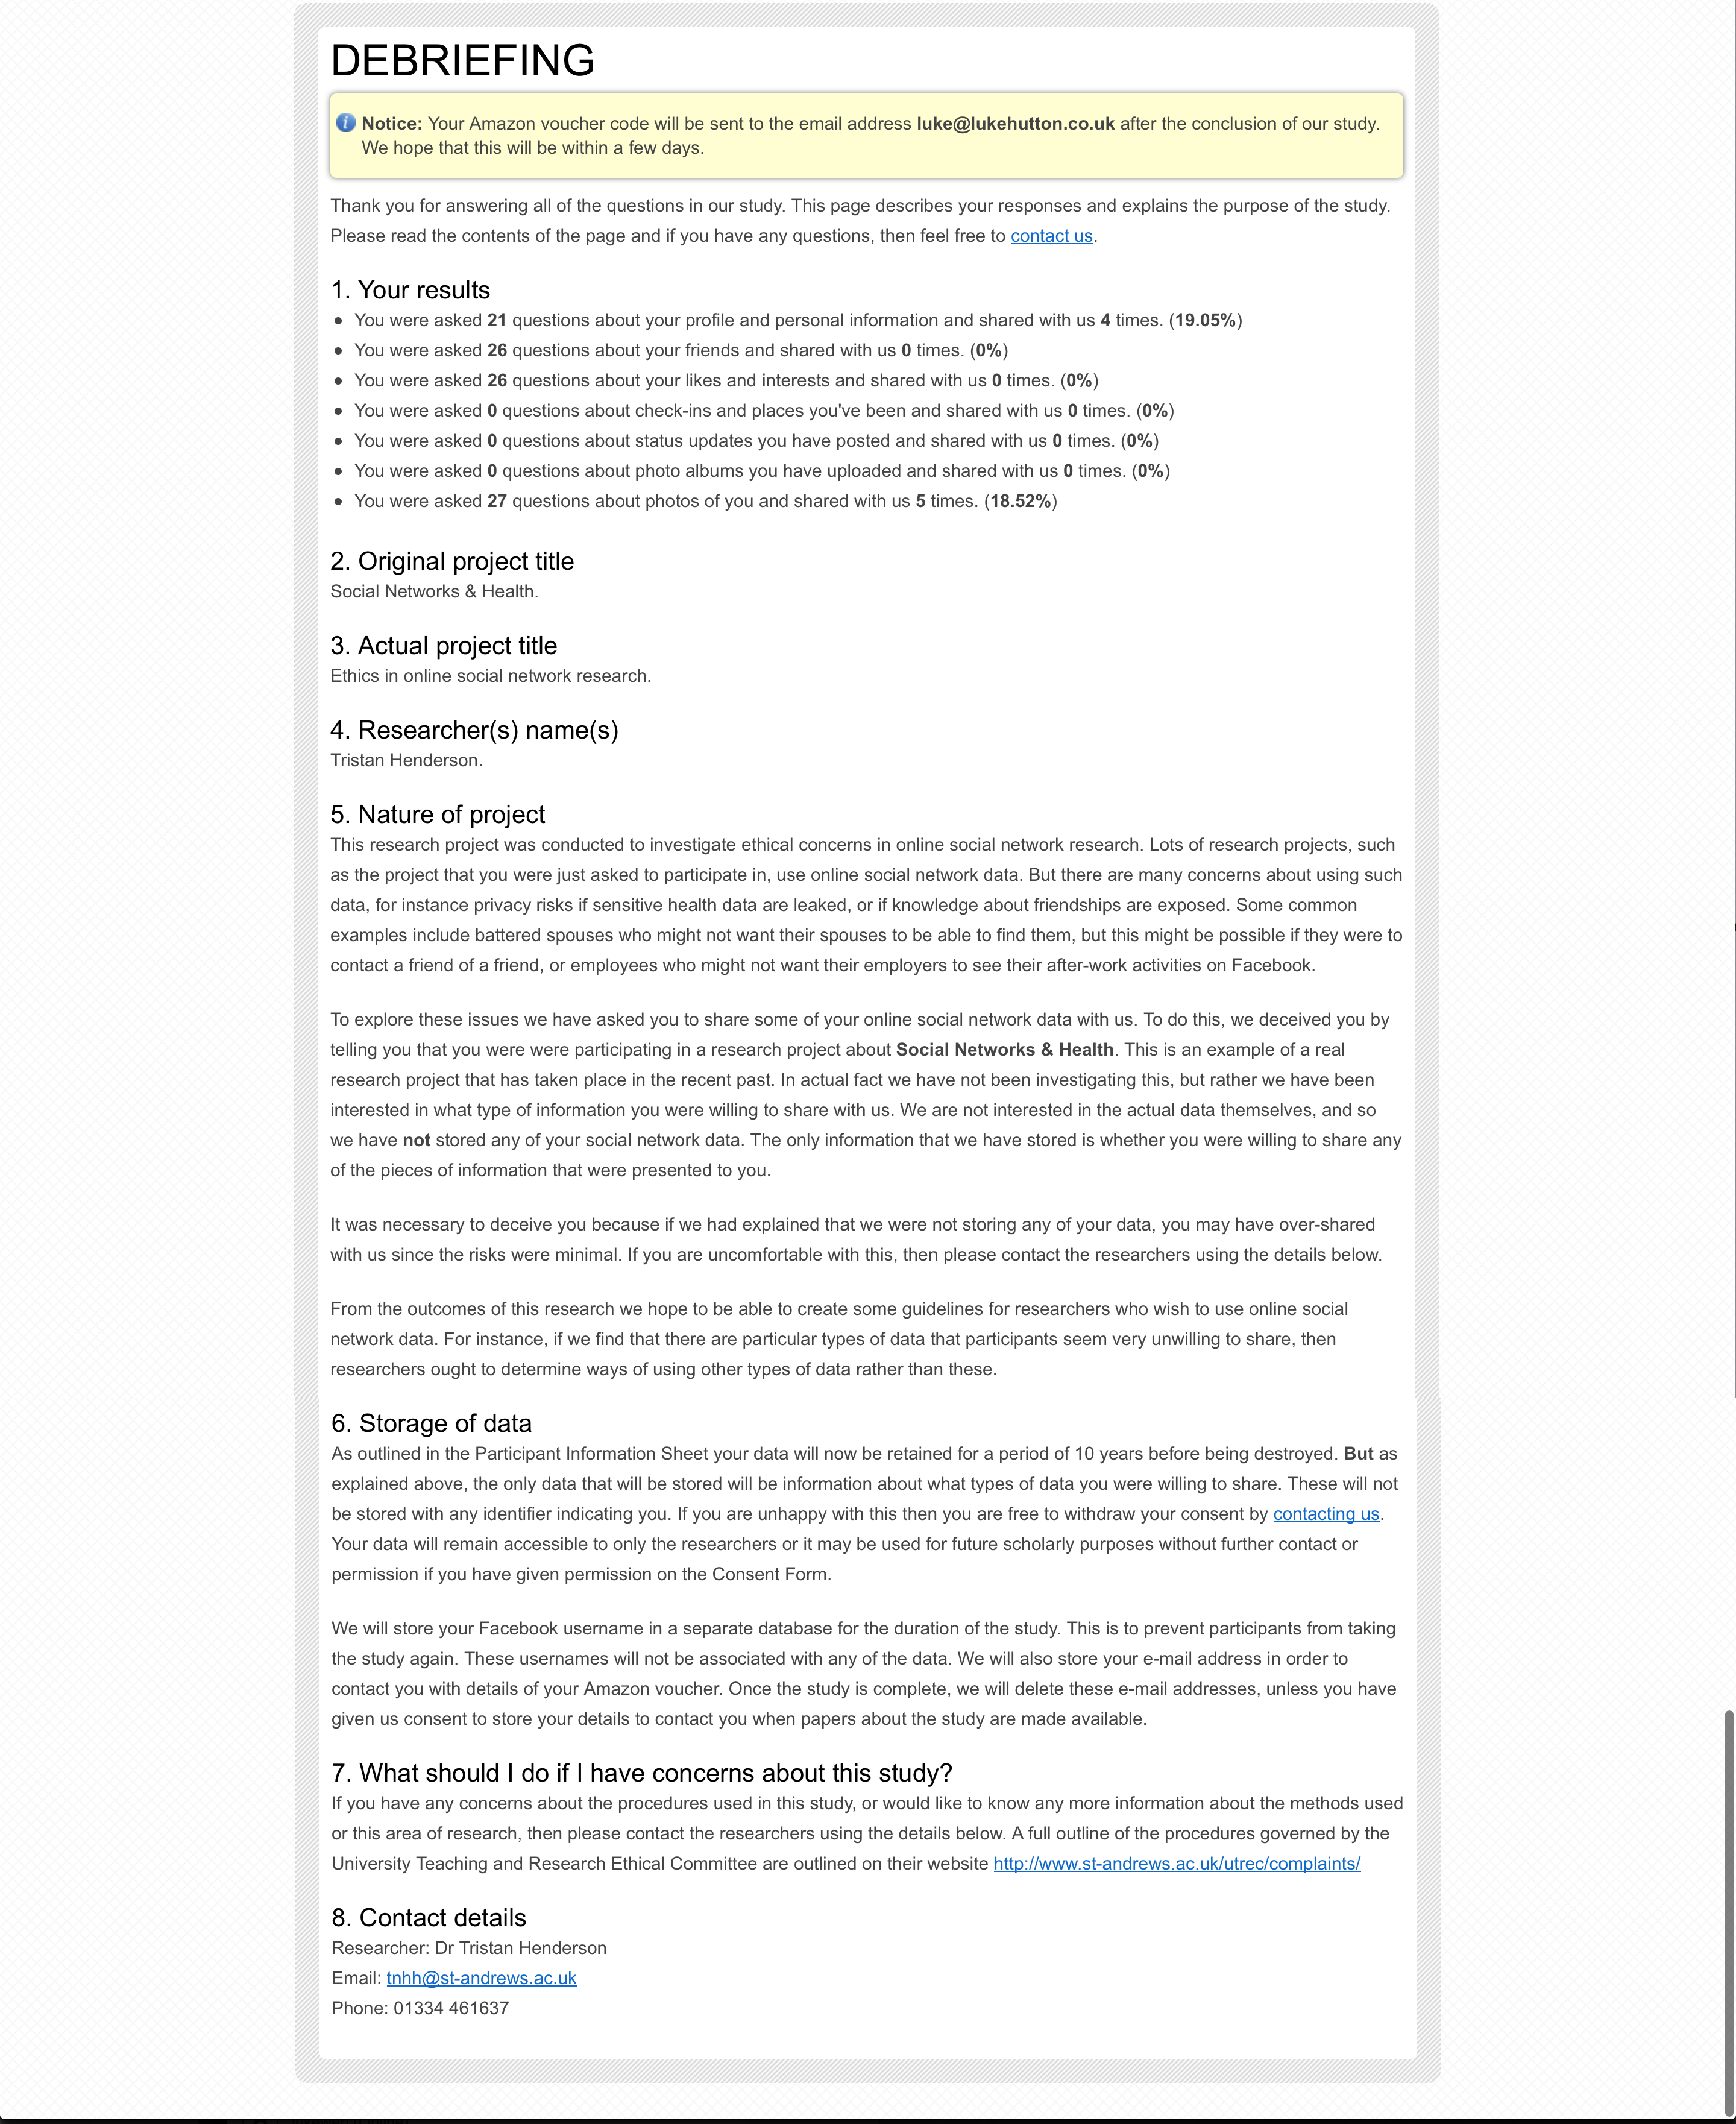 DEBRIEFING
Notice: Your Amazon voucher code will be sent to the email address luke@lukehutton.co.uk after the conclusion of our study.
We hope that this will be within a few days.
Thank you for answering all of the questions in our study. This page describes your responses and explains the purpose of the study.
Please read the contents of the page and if you have any questions, then feel free to contact us.
1. Your results
● You were asked 21 questions about your profile and personal information and shared with us 4 times. (19.05%)
● You were asked 26 questions about your friends and shared with us 0 times. (0%)
● You were asked 26 questions about your likes and interests and shared with us 0 times. (0%)
● You were asked 0 questions about check-ins and places you've been and shared with us 0 times. (0%)
● You were asked 0 questions about status updates you have posted and shared with us 0 times. (0%)
● You were asked 0 questions about photo albums you have uploaded and shared with us 0 times. (0%)
● You were asked 27 questions about photos of you and shared with us 5 times. (18.52%)
2. Original project title
Social Networks & Health.
3. Actual project title
Ethics in online social network research.
4. Researcher(s) name(s)
Tristan Henderson.
5. Nature of project
This research project was conducted to investigate ethical concerns in online social network research. Lots of research projects, such
as the project that you were just asked to participate in, use online social network data. But there are many concerns about using such
data, for instance privacy risks if sensitive health data are leaked, or if knowledge about friendships are exposed. Some common
examples include battered spouses who might not want their spouses to be able to find them, but this might be possible if they were to
contact a friend of a friend, or employees who might not want their employers to see their after-work activities on Facebook.
To explore these issues we have asked you to share some of your online social network data with us. To do this, we deceived you by
telling you that you were were participating in a research project about Social Networks & Health. This is an example of a real
research project that has taken place in the recent past. In actual fact we have not been investigating this, but rather we have been
interested in what type of information you were willing to share with us. We are not interested in the actual data themselves, and so
we have not stored any of your social network data. The only information that we have stored is whether you were willing to share any
of the pieces of information that were presented to you.
It was necessary to deceive you because if we had explained that we were not storing any of your data, you may have over-shared
with us since the risks were minimal. If you are uncomfortable with this, then please contact the researchers using the details below.
From the outcomes of this research we hope to be able to create some guidelines for researchers who wish to use online social
network data. For instance, if we find that there are particular types of data that participants seem very unwilling to share, then
researchers ought to determine ways of using other types of data rather than these.
6. Storage of data
As outlined in the Participant Information Sheet your data will now be retained for a period of 10 years before being destroyed. But as
explained above, the only data that will be stored will be information about what types of data you were willing to share. These will not
be stored with any identifier indicating you. If you are unhappy with this then you are free to withdraw your consent by contacting us.
Your data will remain accessible to only the researchers or it may be used for future scholarly purposes without further contact or
permission if you have given permission on the Consent Form.
We will store your Facebook username in a separate database for the duration of the study. This is to prevent participants from taking
the study again. These usernames will not be associated with any of the data. We will also store your e-mail address in order to
contact you with details of your Amazon voucher. Once the study is complete, we will delete these e-mail addresses, unless you have
given us consent to store your details to contact you when papers about the study are made available.
7. What should I do if I have concerns about this study?
If you have any concerns about the procedures used in this study, or would like to know any more information about the methods used
or this area of research, then please contact the researchers using the details below. A full outline of the procedures governed by the
University Teaching and Research Ethical Committee are outlined on their website http://www.st-andrews.ac.uk/utrec/complaints/
8. Contact details
Researcher: Dr Tristan Henderson
Email: tnhh@st-andrews.ac.uk
Phone: 01334 461637